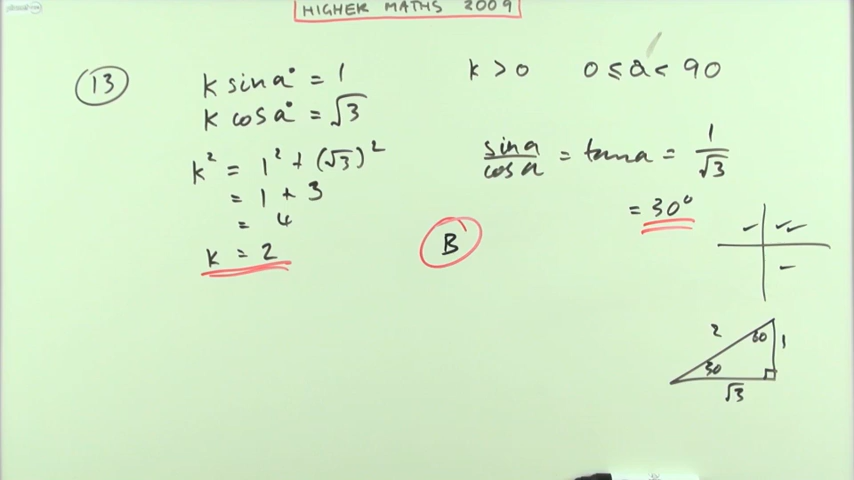 HIGHER MATHS 2009
13
k sin a° = 1
k cos a° = √3
k > 0 0 ≤ a < 90
k² = 1² + (√3)²
= 1 + 3
= 4
k = 2
sin a / cos a = tan a = 1/√3
= 30°
B
2
60
1
30
√3